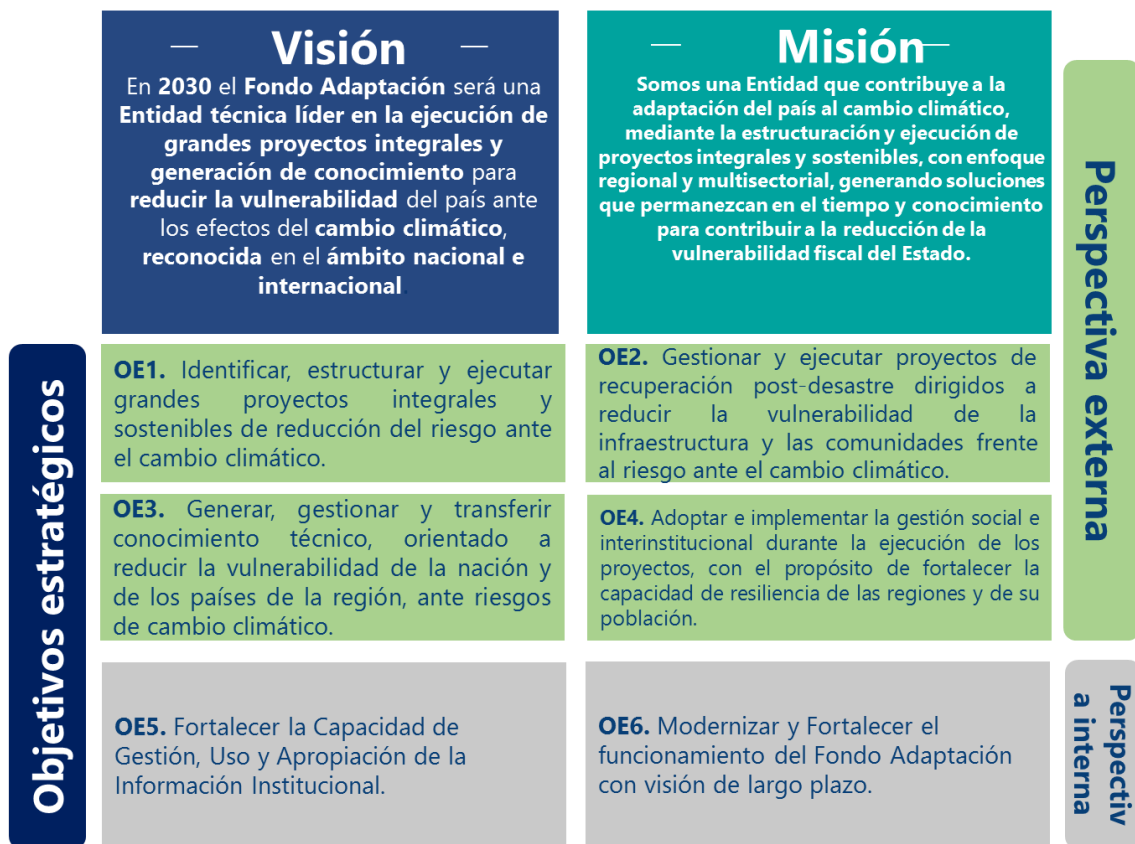 Visión
En 2030 el Fondo Adaptación será una
Entidad técnica líder en la ejecución de
grandes proyectos integrales y
generación de conocimiento para
reducir la vulnerabilidad del país ante
los efectos del cambio climático,
reconocida en el ámbito nacional e
internacional.
Misión
Somos una Entidad que contribuye a la
adaptación del país al cambio climático,
mediante la estructuración y ejecución de
proyectos integrales y sostenibles, con enfoque
regional y multisectorial, generando soluciones
que permanezcan en el tiempo y conocimiento
para contribuir a la reducción de la
vulnerabilidad fiscal del Estado.
Perspectiva externa
Objetivos estratégicos
OE1. Identificar, estructurar y ejecutar
grandes proyectos integrales y
sostenibles de reducción del riesgo ante
el cambio climático.
OE2. Gestionar y ejecutar proyectos de
recuperación post-desastre dirigidos a
reducir la vulnerabilidad de la
infraestructura y las comunidades frente
al riesgo ante el cambio climático.
OE3. Generar, gestionar y transferir
conocimiento técnico, orientado a
reducir la vulnerabilidad de la nación y
de los países de la región, ante riesgos
de cambio climático.
OE4. Adoptar e implementar la gestión social e
interinstitucional durante la ejecución de los
proyectos, con el propósito de fortalecer la
capacidad de resiliencia de las regiones y de su
población.
OE5. Fortalecer la Capacidad de
Gestión, Uso y Apropiación de la
Información Institucional.
OE6. Modernizar y Fortalecer el
funcionamiento del Fondo Adaptación
con visión de largo plazo.
Perspectiv
a interna